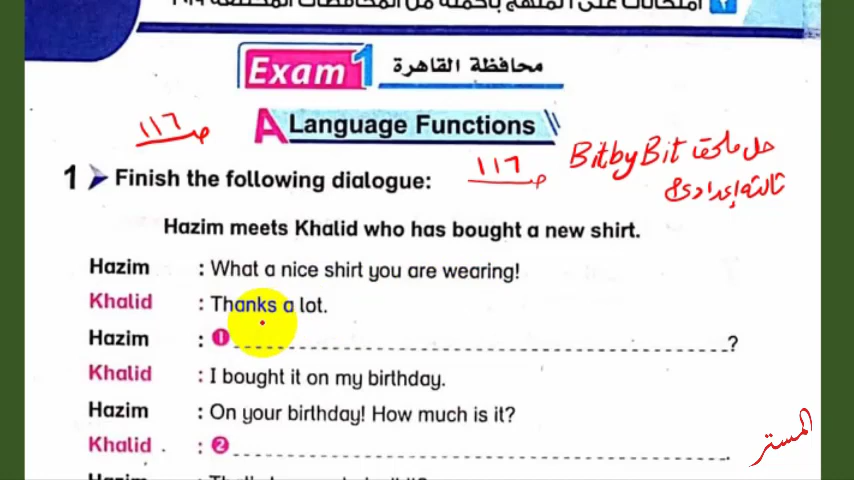 ٢ امتحانات على المنهج بأكمله من المحافظات المختلفة
Exam 1 محافظة القاهرة
ص ١١٦
A Language Functions
حل ملحق Bit by Bit
ص ١١٦
تالتة إعدادي
1 Finish the following dialogue:
Hazim meets Khalid who has bought a new shirt.
Hazim : What a nice shirt you are wearing!
Khalid : Thanks a lot.
Hazim : 1 ?
Khalid : I bought it on my birthday.
Hazim : On your birthday! How much is it?
Khalid : 2 .
المستر